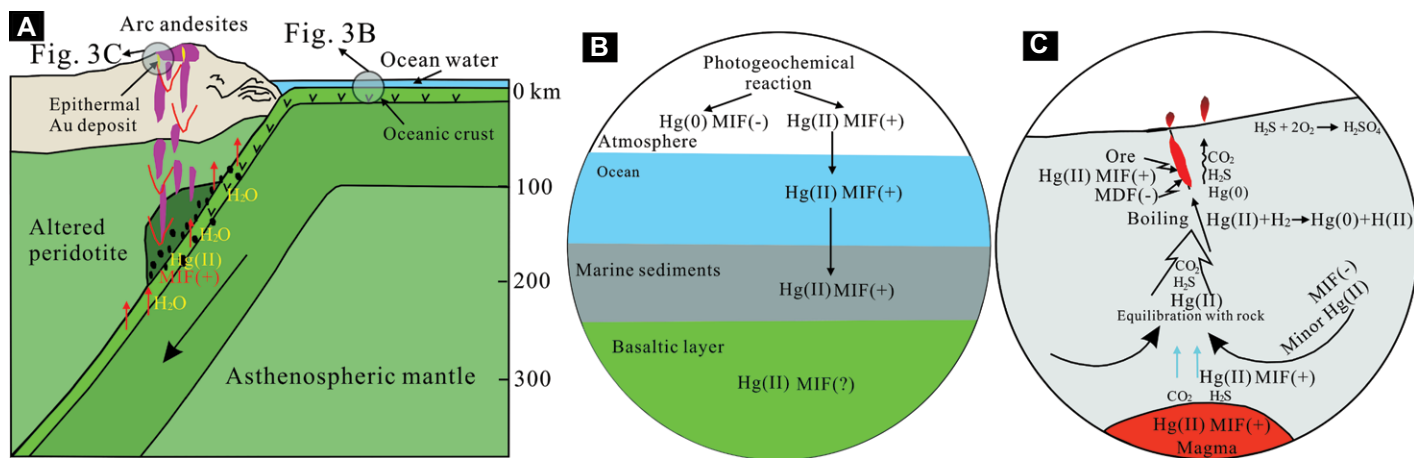 A
Arc andesites
Fig. 3C
Fig. 3B
Ocean water
Epithermal
Au deposit
Oceanic crust
0 km
100
200
300
H₂O
H₂O
Hg(II)
MIF(+)
H₂O
Altered
peridotite
Asthenospheric mantle
B
Photogeochemical
reaction
Hg(0) MIF(-) Hg(II) MIF(+)
Atmosphere
Ocean
Hg(II) MIF(+)
Marine sediments
Hg(II) MIF(+)
Basaltic layer
Hg(II) MIF(?)
C
H₂S + 2O₂ → H₂SO₄
Ore
Hg(II) MIF(+)
MDF(-)
CO₂
H₂S
Hg(0)
Boiling
Hg(II)+H₂→Hg(0)+H(II)
CO₂
H₂S
Hg(II)
Equilibration with rock
MIF(-)
Minor Hg(II)
Hg(II) MIF(+)
CO₂ H₂S
Hg(II) MIF(+)
Magma